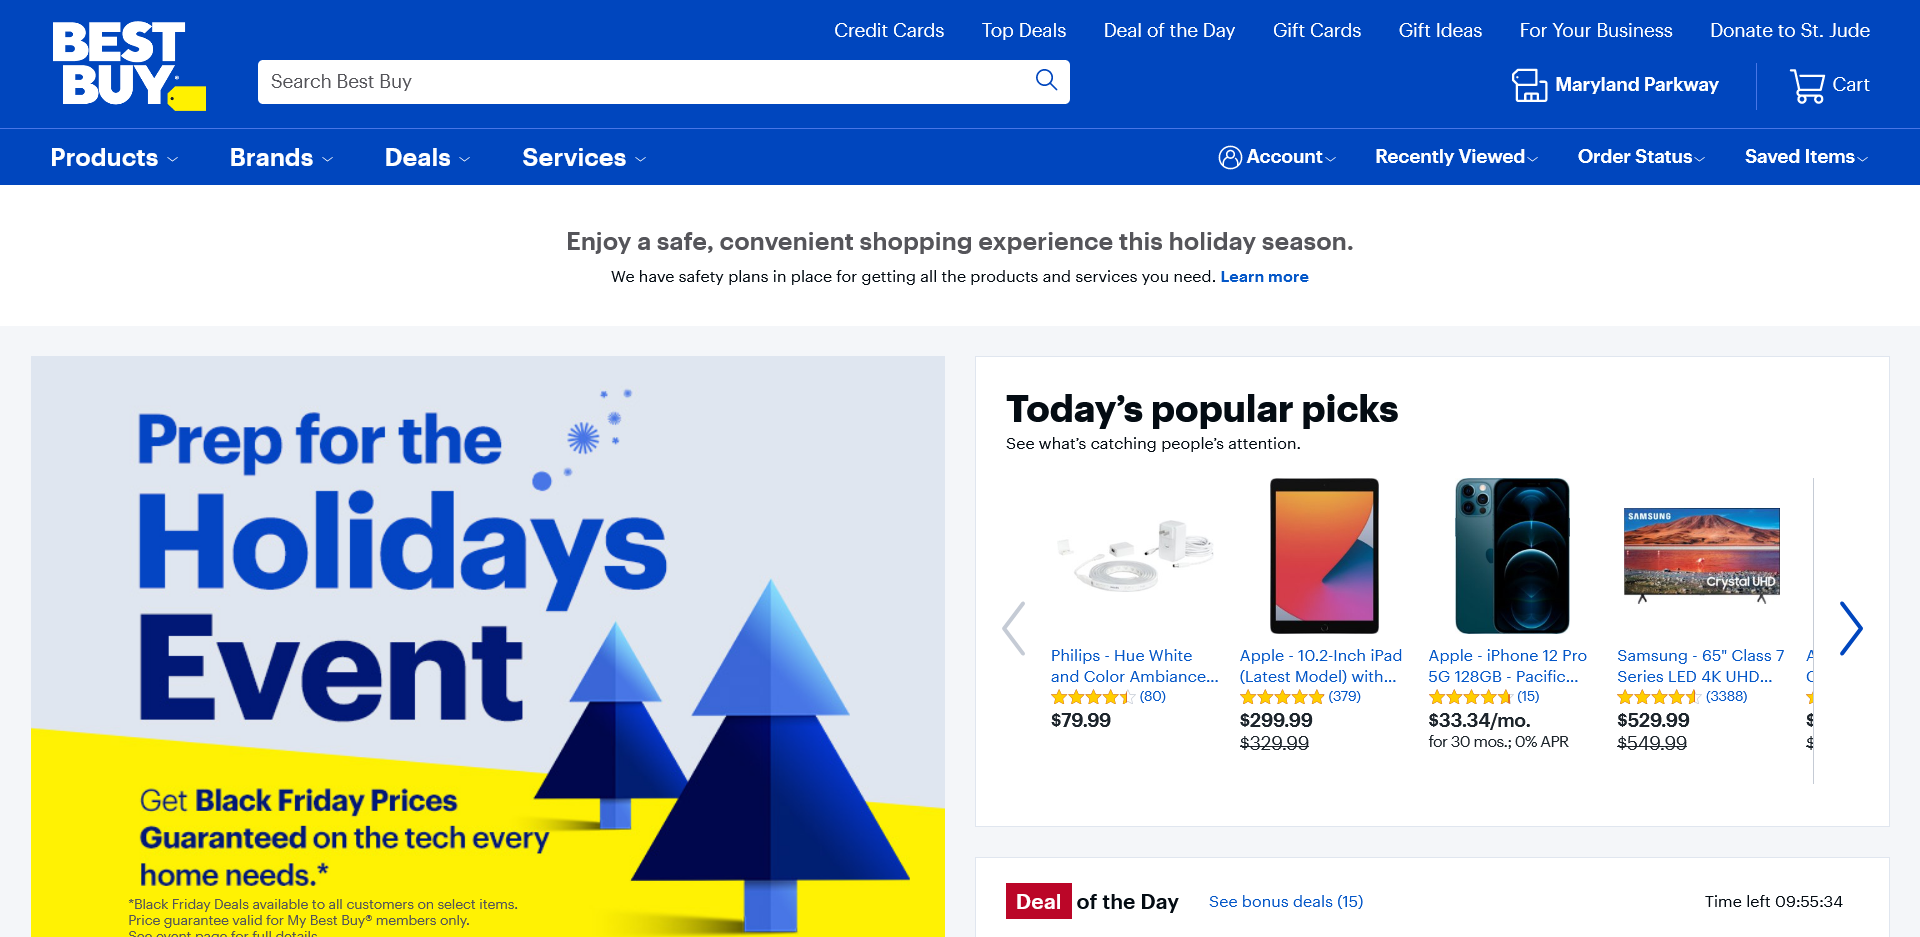 BEST
BUY
Credit Cards
Top Deals
Deal of the Day
Gift Cards
Gift Ideas
For Your Business
Donate to St. Jude
Search Best Buy
Maryland Parkway
Cart
Products
Brands
Deals
Services
Account
Recently Viewed
Order Status
Saved Items
Enjoy a safe, convenient shopping experience this holiday season.
We have safety plans in place for getting all the products and services you need. Learn more
Prep for the
Holidays
Event
Get Black Friday Prices
Guaranteed on the tech every
home needs.*
*Black Friday Deals available to all customers on select items.
Price guarantee valid for My Best Buy® members only.
See event page for full details.
Today's popular picks
See what's catching people's attention.
SAMSUNG
Crystal UHD
Philips - Hue White
and Color Ambiance...
(80)
$79.99
Apple - 10.2-Inch iPad
(Latest Model) with...
(379)
$299.99
$329.99
Apple - iPhone 12 Pro
5G 128GB - Pacific...
(15)
$33.34/mo.
for 30 mos.; 0% APR
Samsung - 65" Class 7
Series LED 4K UHD...
(3388)
$529.99
$549.99
Deal of the Day
See bonus deals (15)
Time left 09:55:34